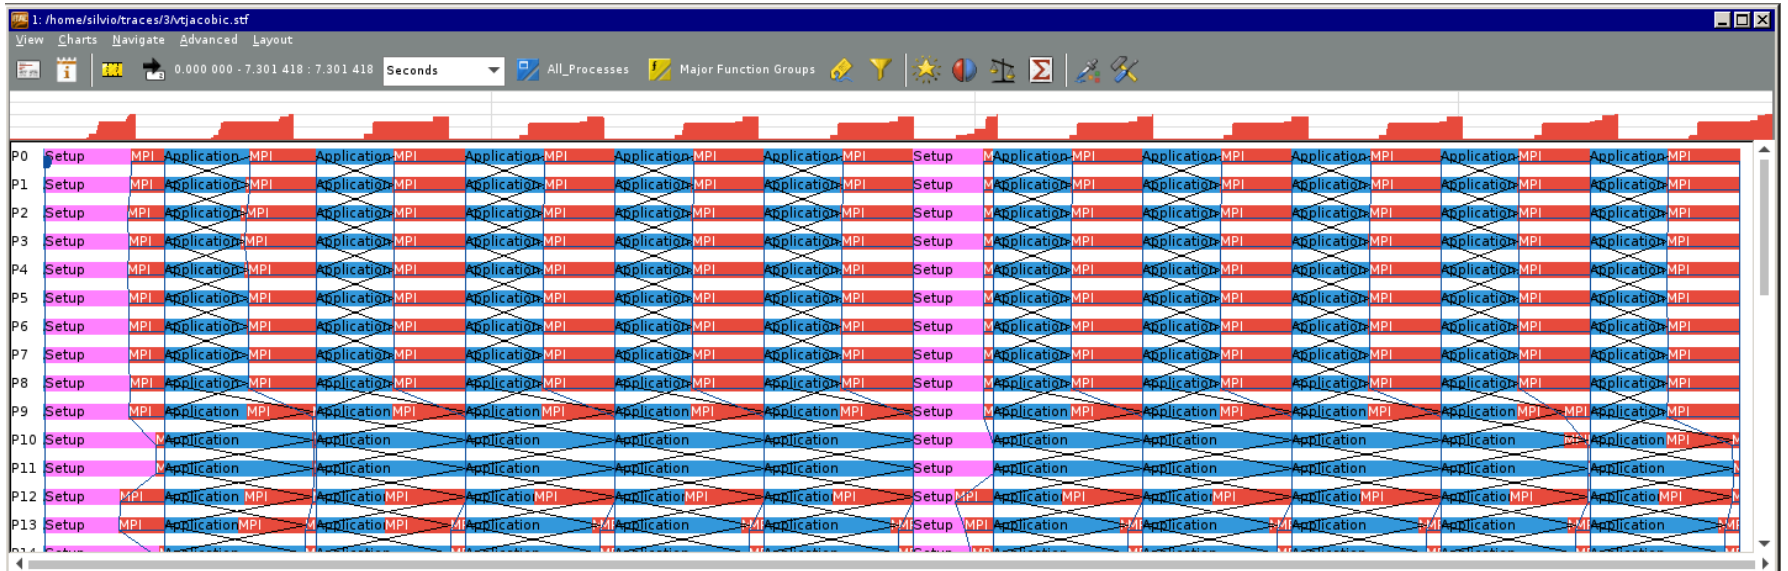 1: /home/silvio/traces/3/vtjacobic.stf
View Charts Navigate Advanced Layout
0.000 000 - 7.301 418 : 7.301 418 Seconds All_Processes Major Function Groups
P0 Setup MPI Application MPI Application MPI Application MPI Application MPI Application MPI Setup Application MPI Application MPI Application MPI Application MPI Application MPI
P1 Setup MPI Application MPI Application MPI Application MPI Application MPI Application MPI Setup Application MPI Application MPI Application MPI Application MPI Application MPI
P2 Setup MPI Application MPI Application MPI Application MPI Application MPI Application MPI Setup Application MPI Application MPI Application MPI Application MPI Application MPI
P3 Setup MPI Application MPI Application MPI Application MPI Application MPI Application MPI Setup Application MPI Application MPI Application MPI Application MPI Application MPI
P4 Setup MPI Application MPI Application MPI Application MPI Application MPI Application MPI Setup Application MPI Application MPI Application MPI Application MPI Application MPI
P5 Setup MPI Application MPI Application MPI Application MPI Application MPI Application MPI Setup Application MPI Application MPI Application MPI Application MPI Application MPI
P6 Setup MPI Application MPI Application MPI Application MPI Application MPI Application MPI Setup Application MPI Application MPI Application MPI Application MPI Application MPI
P7 Setup MPI Application MPI Application MPI Application MPI Application MPI Application MPI Setup Application MPI Application MPI Application MPI Application MPI Application MPI
P8 Setup MPI Application MPI Application MPI Application MPI Application MPI Application MPI Setup Application MPI Application MPI Application MPI Application MPI Application MPI
P9 Setup MPI Application MPI Application MPI Application MPI Application MPI Application MPI Setup Application MPI Application MPI Application MPI Application MPI MPI Application MPI
P10 Setup Application Application Application Application Application Setup Application Application Application Application Application MPI
P11 Setup Application Application Application Application Application Setup Application Application Application Application Application
P12 Setup MPI Application MPI Applicatio MPI Applicatio MPI Applicatio MPI Applicatio MPI Setup MPI Applicatio MPI Applicatio MPI Applicatio MPI Applicatio MPI Applicatio MPI
P13 Setup MPI Application MPI Applicatio MPI Application Application Application Setup MPI Application Application Application Application Application